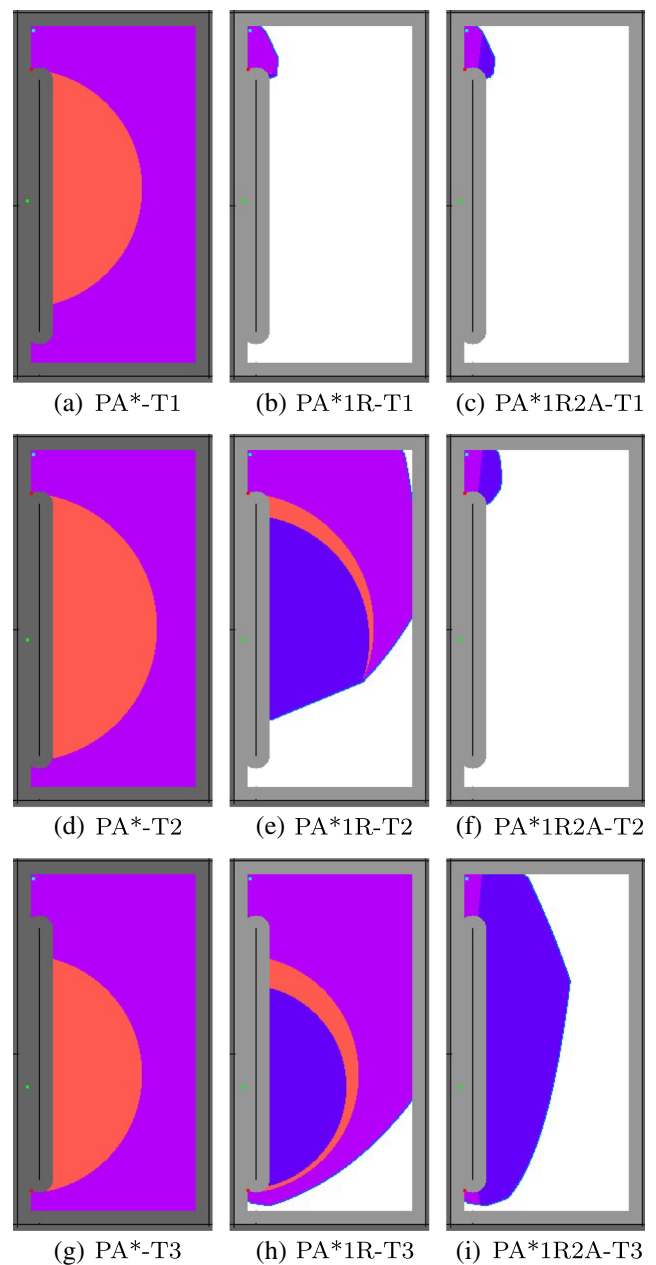 (a) PA*-T1
(b) PA*1R-T1
(c) PA*1R2A-T1
(d) PA*-T2
(e) PA*1R-T2
(f) PA*1R2A-T2
(g) PA*-T3
(h) PA*1R-T3
(i) PA*1R2A-T3